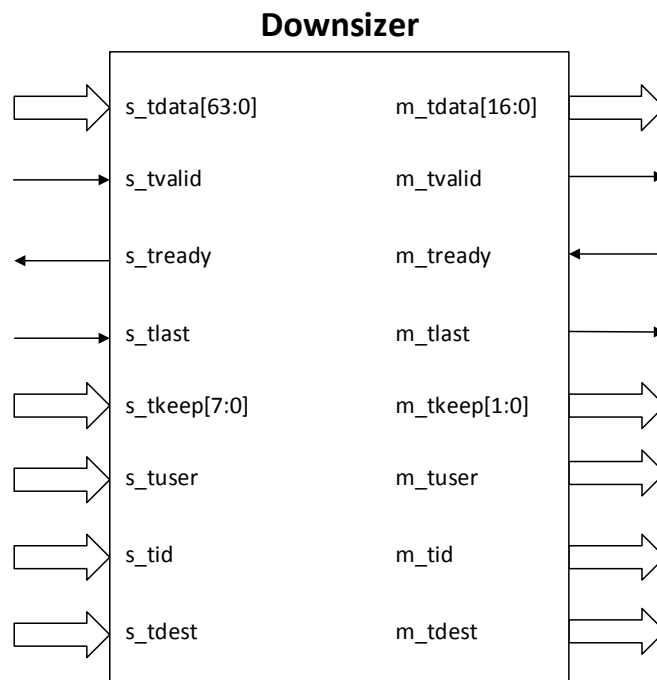 Downsizer
s_tdata[63:0] m_tdata[16:0]
s_tvalid m_tvalid
s_tready m_tready
s_tlast m_tlast
s_tkeep[7:0] m_tkeep[1:0]
s_tuser m_tuser
s_tid m_tid
s_tdest m_tdest